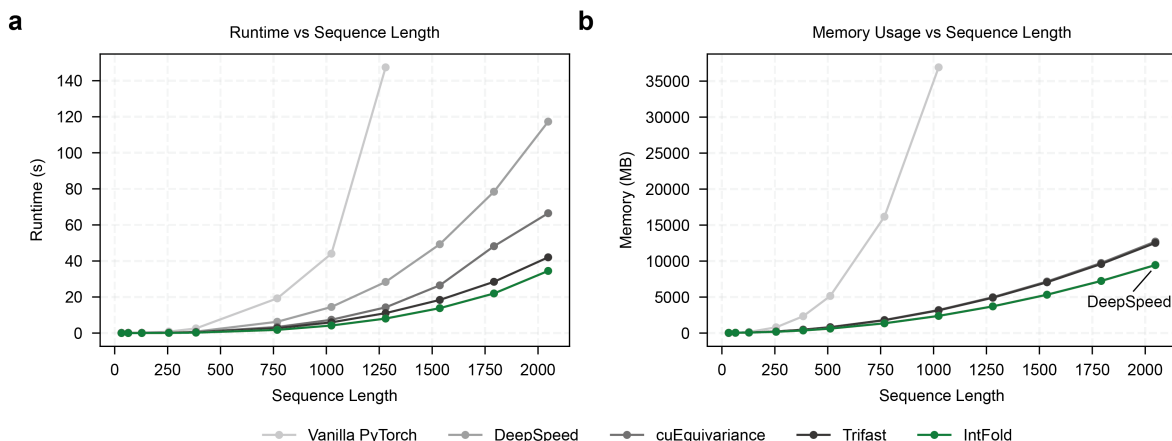 a
Runtime vs Sequence Length
140
120
100
80
60
40
20
0
Runtime (s)
0 250 500 750 1000 1250 1500 1750 2000
Sequence Length
b
Memory Usage vs Sequence Length
35000
30000
25000
20000
15000
10000
5000
0
Memory (MB)
DeepSpeed
0 250 500 750 1000 1250 1500 1750 2000
Sequence Length
Vanilla PyTorch DeepSpeed cuEquivariance Trifast IntFold